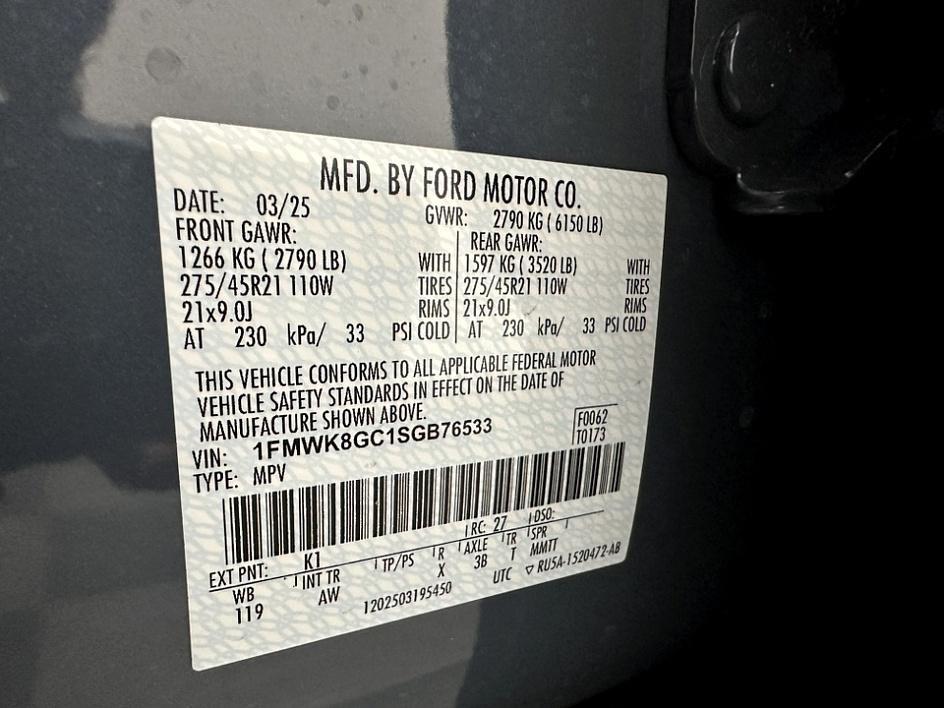 MFD. BY FORD MOTOR CO.
DATE: 03/25 GVWR: 2790 KG ( 6150 LB)
FRONT GAWR: REAR GAWR:
1266 KG ( 2790 LB) WITH 1597 KG ( 3520 LB) WITH
275/45R21 110W TIRES 275/45R21 110W TIRES
21x9.0J RIMS 21x9.0J RIMS
AT 230 kPa/ 33 PSI COLD AT 230 kPa/ 33 PSI COLD
THIS VEHICLE CONFORMS TO ALL APPLICABLE FEDERAL MOTOR
VEHICLE SAFETY STANDARDS IN EFFECT ON THE DATE OF
MANUFACTURE SHOWN ABOVE.
VIN: 1FMWK8GC1SGB76533 F0062
TYPE: MPV T0173
EXT PNT: K1 RC: 27 DSO:
WB INT TR TP/PS R AXLE TR SPR
119 AW X 3B T MMTT
1202503195450 UTC ▽ RU5A-1520472-AB